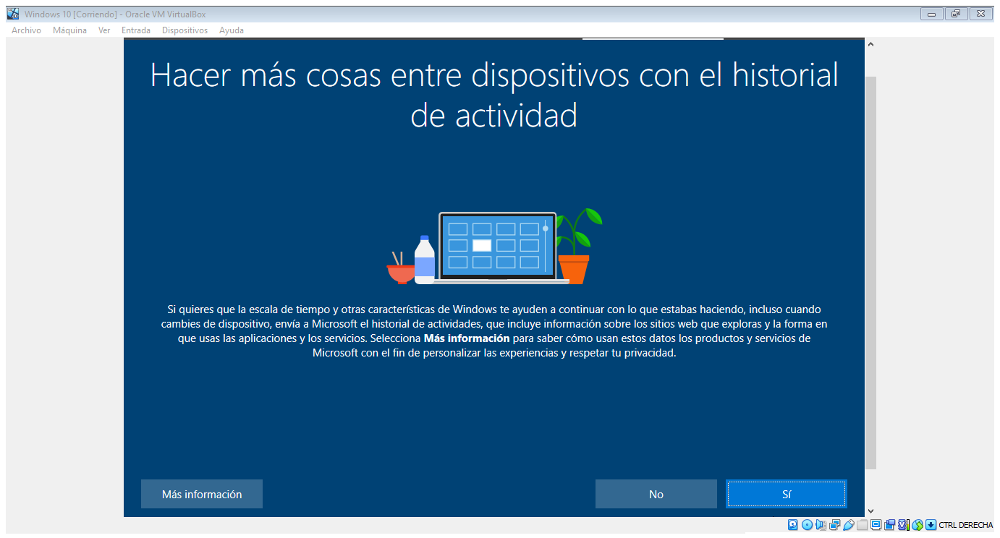 Windows 10 [Corriendo] - Oracle VM VirtualBox
Archivo Máquina Ver Entrada Dispositivos Ayuda
Hacer más cosas entre dispositivos con el historial
de actividad
Si quieres que la escala de tiempo y otras características de Windows te ayuden a continuar con lo que estabas haciendo, incluso cuando
cambies de dispositivo, envía a Microsoft el historial de actividades, que incluye información sobre los sitios web que exploras y la forma en
que usas las aplicaciones y los servicios. Selecciona Más información para saber cómo usan estos datos los productos y servicios de
Microsoft con el fin de personalizar las experiencias y respetar tu privacidad.
Más información No Sí
CTRL DERECHA